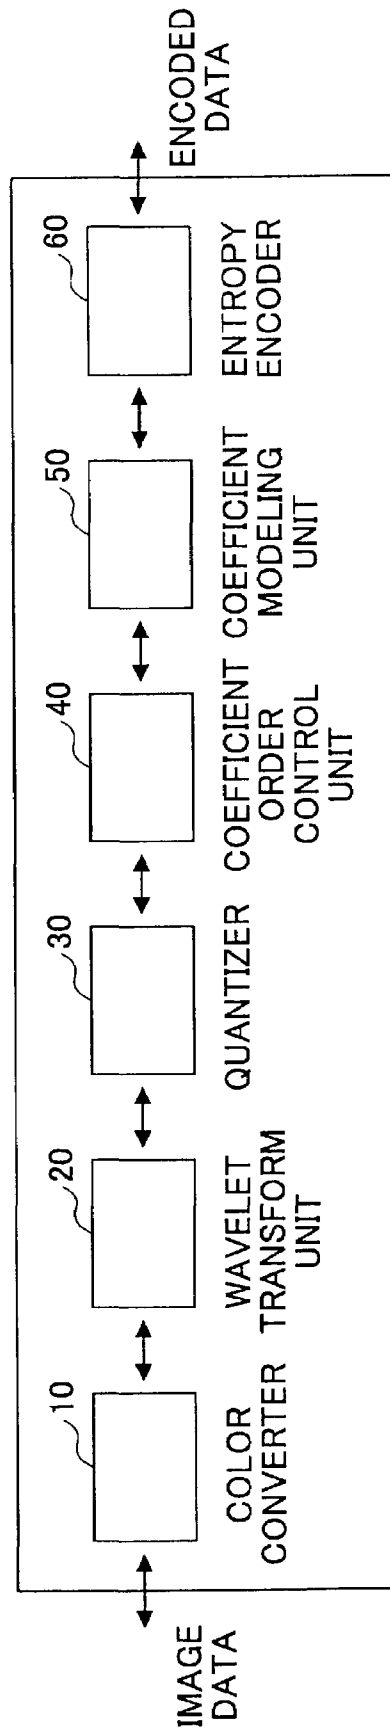 IMAGE
DATA
10
COLOR
CONVERTER
20
WAVELET
TRANSFORM
UNIT
30
QUANTIZER
40
COEFFICIENT
ORDER
CONTROL
UNIT
50
COEFFICIENT
MODELING
UNIT
60
ENTROPY
ENCODER
ENCODED
DATA